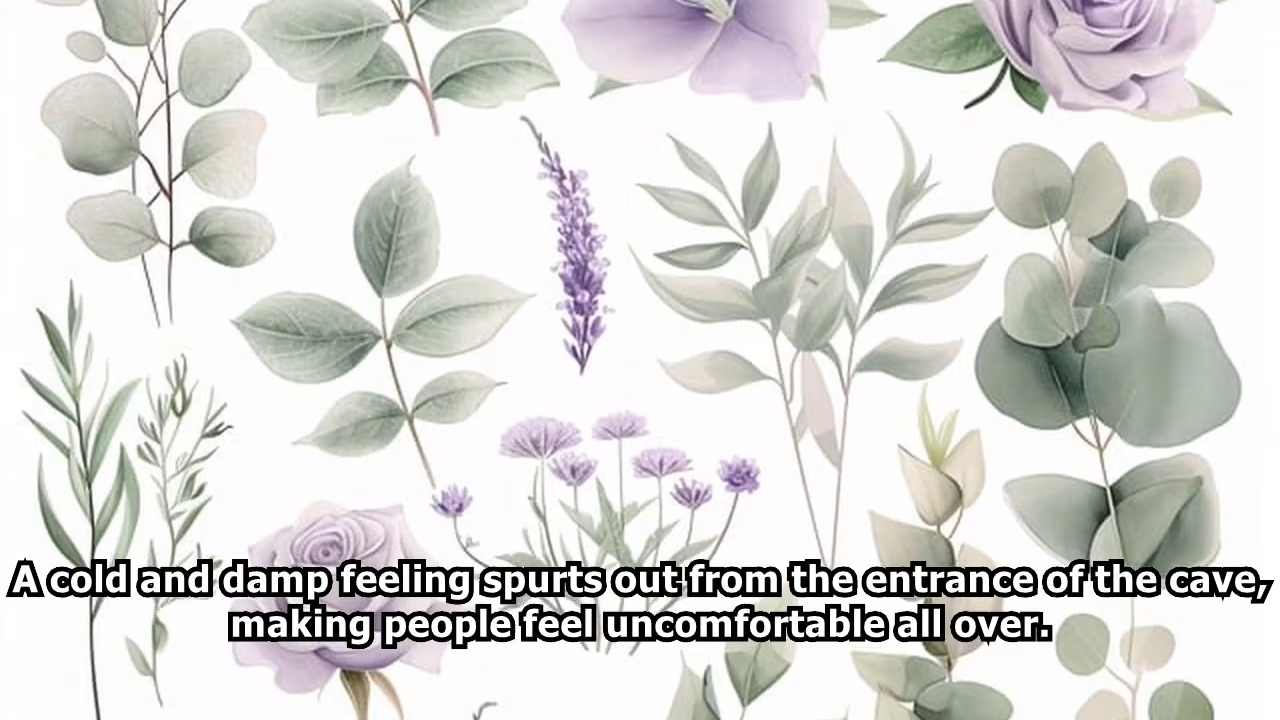 A cold and damp feeling spurts out from the entrance of the cave,
making people feel uncomfortable all over.